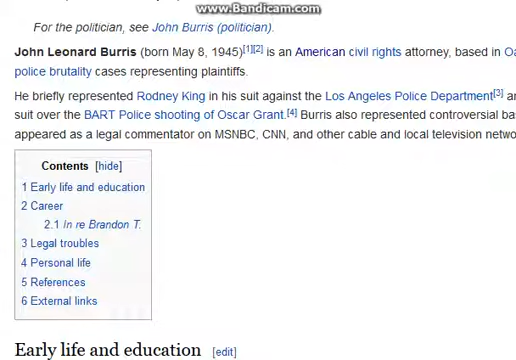 www.Bandicam.com
For the politician, see John Burris (politician).
John Leonard Burris (born May 8, 1945)[1][2] is an American civil rights attorney, based in
police brutality cases representing plaintiffs.
He briefly represented Rodney King in his suit against the Los Angeles Police Department[3]
suit over the BART Police shooting of Oscar Grant.[4] Burris also represented controversial
appeared as a legal commentator on MSNBC, CNN, and other cable and local television
Contents [hide]
1 Early life and education
2 Career
2.1 In re Brandon T.
3 Legal troubles
4 Personal life
5 References
6 External links
Early life and education [edit]